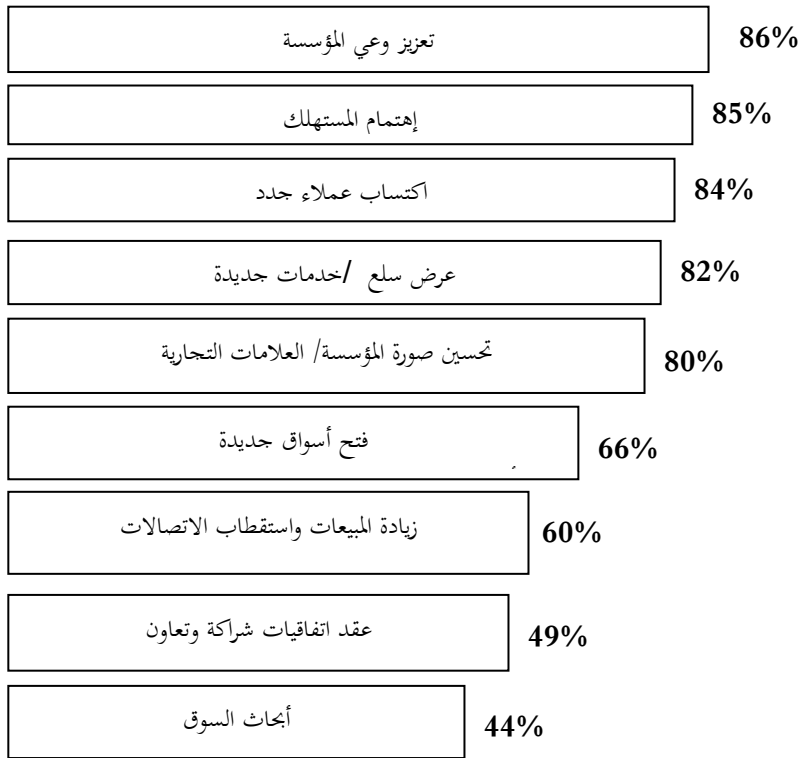 تعزيز وعي المؤسسة 86%
إهتمام المستهلك 85%
اكتساب عملاء جدد 84%
عرض سلع /خدمات جديدة 82%
تحسين صورة المؤسسة/ العلامات التجارية 80%
فتح أسواق جديدة 66%
زيادة المبيعات واستقطاب الاتصالات 60%
عقد اتفاقيات شراكة وتعاون 49%
أبحاث السوق 44%